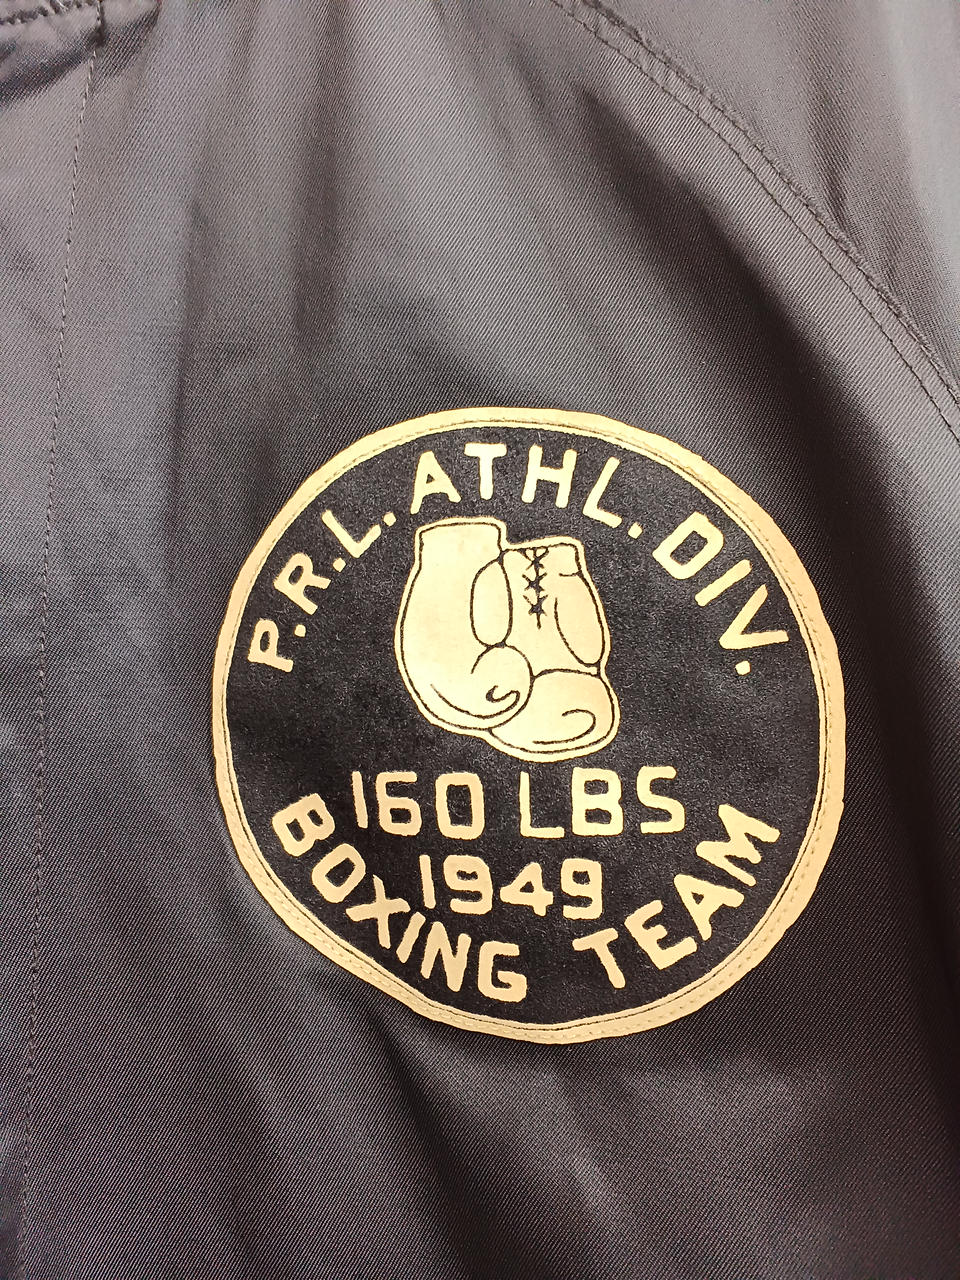 P.R.L. ATHL. DIV.
160 LBS
1949
BOXING TEAM